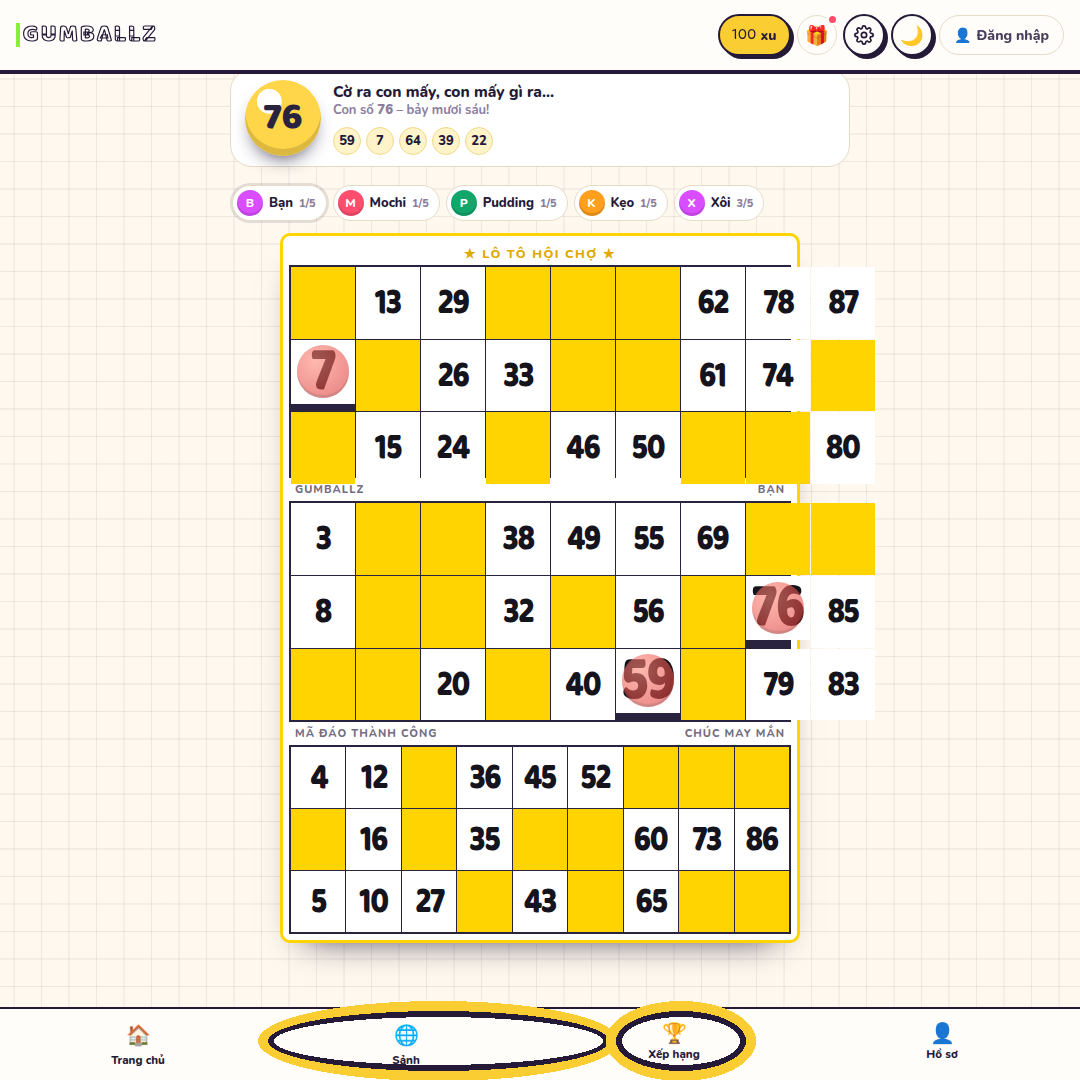 GUMBALLZ
100 xu
Đăng nhập
76
Cờ ra con mấy, con mấy gì ra...
Con số 76 – bảy mươi sáu!
59 7 64 39 22
B Bạn 1/5 M Mochi 1/5 P Pudding 1/5 K Kẹo 1/5 X Xôi 3/5
★ LÔ TÔ HỘI CHỢ ★
13 29 62 78 87
7 26 33 61 74
15 24 46 50 80
GUMBALLZ BẠN
3 38 49 55 69
8 32 56 76 85
20 40 59 79 83
MÃ ĐÁO THÀNH CÔNG CHÚC MAY MẮN
4 12 36 45 52
16 35 60 73 86
5 10 27 43 65
Trang chủ Sảnh Xếp hạng Hồ sơ